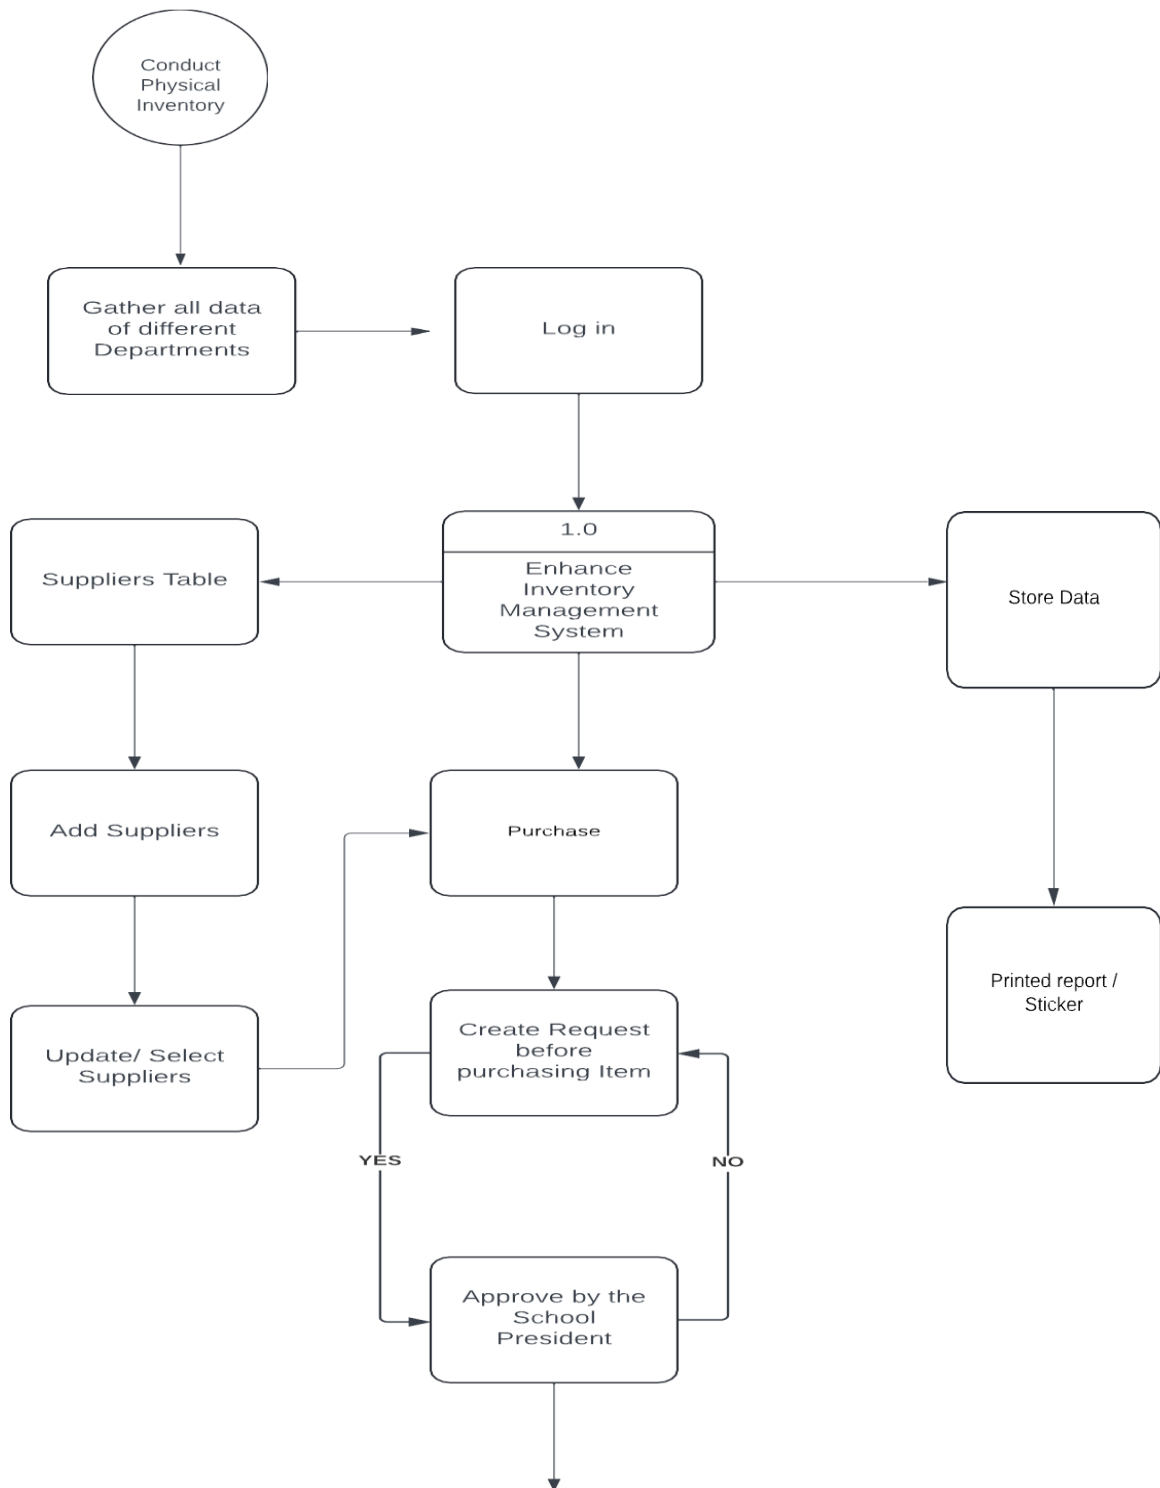 Conduct
Physical
Inventory
Gather all data
of different
Departments
Log in
1.0
Enhance
Inventory
Management
System
Suppliers Table
Store Data
Add Suppliers
Purchase
Update/ Select
Suppliers
Create Request
before
purchasing Item
Printed report /
Sticker
YES
NO
Approve by the
School
President